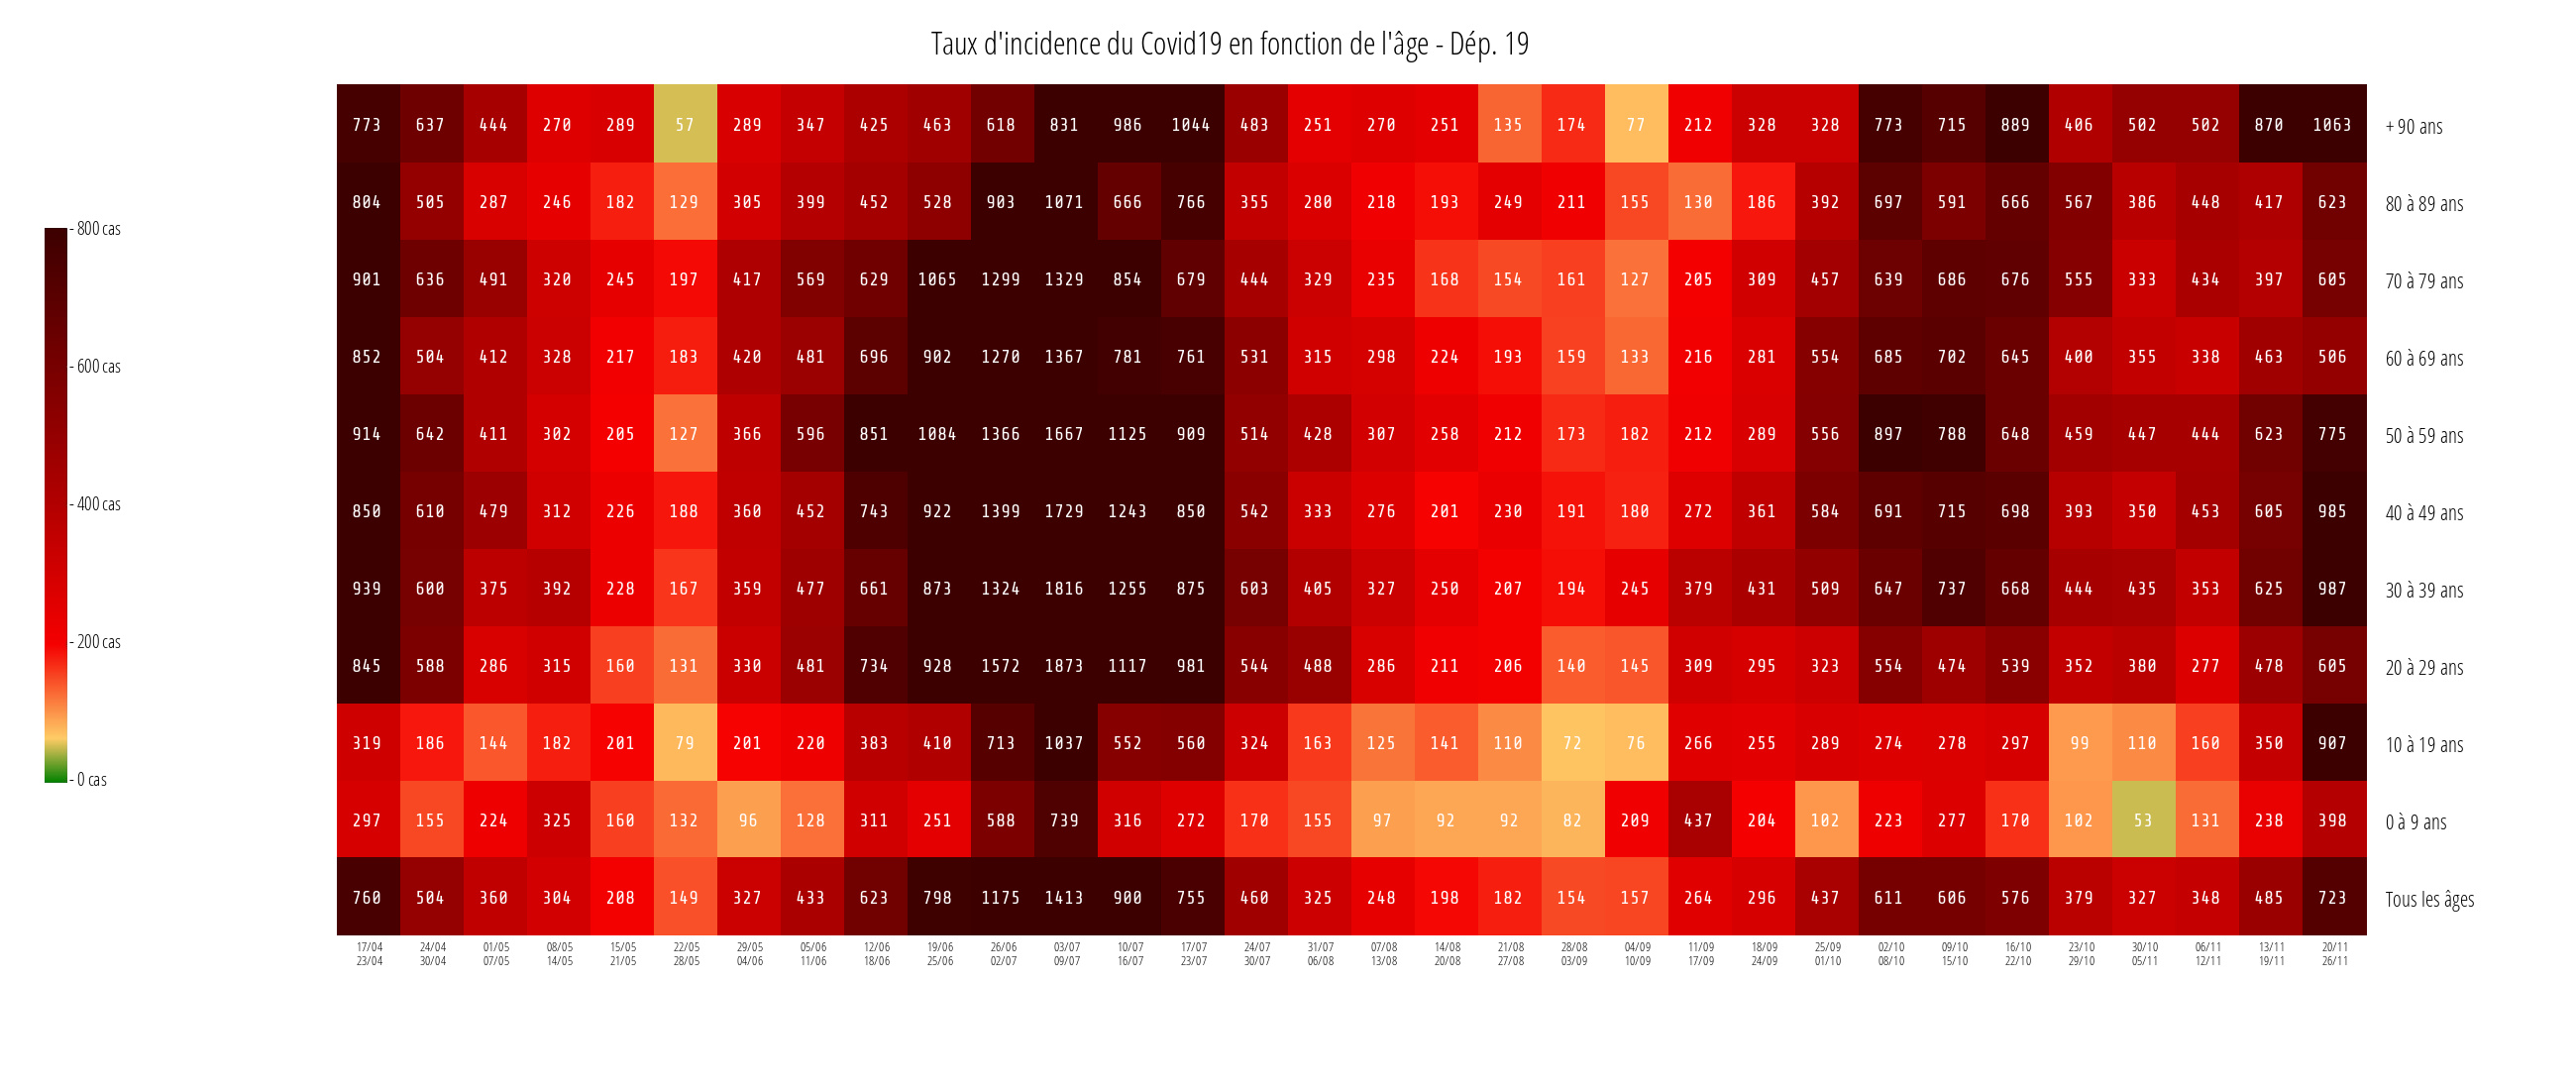 Taux d'incidence du Covid19 en fonction de l'âge - Dép. 19
773 637 444 270 289 57 289 347 425 463 618 831 986 1044 483 251 270 251 135 174 77 212 328 328 773 715 889 406 502 502 870 1063 + 90 ans
804 505 287 246 182 129 305 399 452 528 903 1071 666 766 355 280 218 193 249 211 155 130 186 392 697 591 666 567 386 448 417 623 80 à 89 ans
- 800 cas
901 636 491 320 245 197 417 569 629 1065 1299 1329 854 679 444 329 235 168 154 161 127 205 309 457 639 686 676 555 333 434 397 605 70 à 79 ans
852 504 412 328 217 183 420 481 696 902 1270 1367 781 761 531 315 298 224 193 159 133 216 281 554 685 702 645 400 355 338 463 506 60 à 69 ans
- 600 cas
914 642 411 302 205 127 366 596 851 1084 1366 1667 1125 909 514 428 307 258 212 173 182 212 289 556 897 788 648 459 447 444 623 775 50 à 59 ans
- 400 cas
850 610 479 312 226 188 360 452 743 922 1399 1729 1243 850 542 333 276 201 230 191 180 272 361 584 691 715 698 393 350 453 605 985 40 à 49 ans
939 600 375 392 228 167 359 477 661 873 1324 1816 1255 875 603 405 327 250 207 194 245 379 431 509 647 737 668 444 435 353 625 987 30 à 39 ans
- 200 cas
845 588 286 315 160 131 330 481 734 928 1572 1873 1117 981 544 488 286 211 206 140 145 309 295 323 554 474 539 352 380 277 478 605 20 à 29 ans
319 186 144 182 201 79 201 220 383 410 713 1037 552 560 324 163 125 141 110 72 76 266 255 289 274 278 297 99 110 160 350 907 10 à 19 ans
- 0 cas
297 155 224 325 160 132 96 128 311 251 588 739 316 272 170 155 97 92 92 82 209 437 204 102 223 277 170 102 53 131 238 398 0 à 9 ans
760 504 360 304 208 149 327 433 623 798 1175 1413 900 755 460 325 248 198 182 154 157 264 296 437 611 606 576 379 327 348 485 723 Tous les âges
17/04 24/04 01/05 08/05 15/05 22/05 29/05 05/06 12/06 19/06 26/06 03/07 10/07 17/07 24/07 31/07 07/08 14/08 21/08 28/08 04/09 11/09 18/09 25/09 02/10 09/10 16/10 23/10 30/10 06/11 13/11 20/11
23/04 30/04 07/05 14/05 21/05 28/05 04/06 11/06 18/06 25/06 02/07 09/07 16/07 23/07 30/07 06/08 13/08 20/08 27/08 03/09 10/09 17/09 24/09 01/10 08/10 15/10 22/10 29/10 05/11 12/11 19/11 26/11